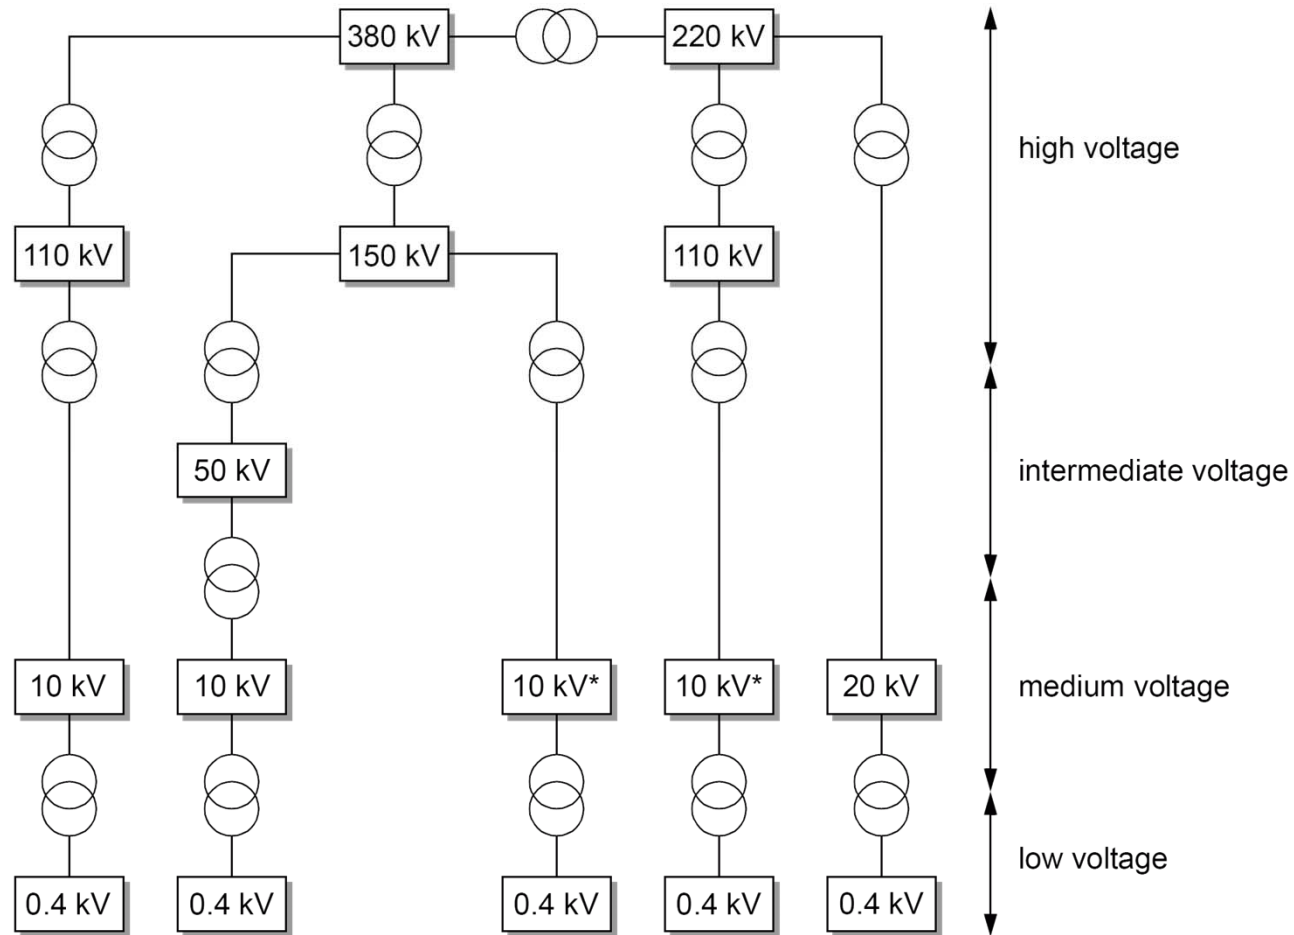 380 kV
220 kV
high voltage
110 kV
150 kV
110 kV
50 kV
intermediate voltage
10 kV
10 kV
10 kV*
10 kV*
20 kV
medium voltage
low voltage
0.4 kV
0.4 kV
0.4 kV
0.4 kV
0.4 kV